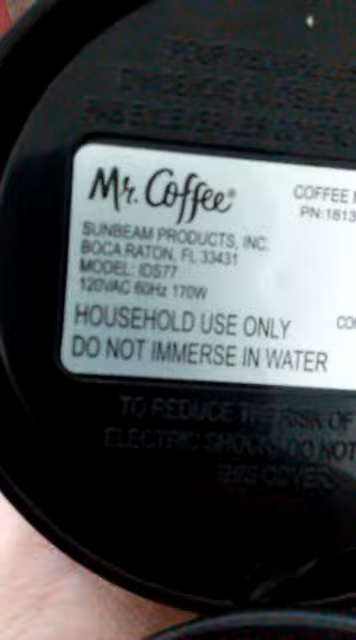 Mr. Coffee®
COFFEE
PN:1813
SUNBEAM PRODUCTS, INC.
BOCA RATON, FL 33431
MODEL: IDS77
120VAC 60Hz 170W
HOUSEHOLD USE ONLY
DO NOT IMMERSE IN WATER
TO REDUCE THE RISK OF
ELECTRIC SHOCK, DO NOT
THIS COVER